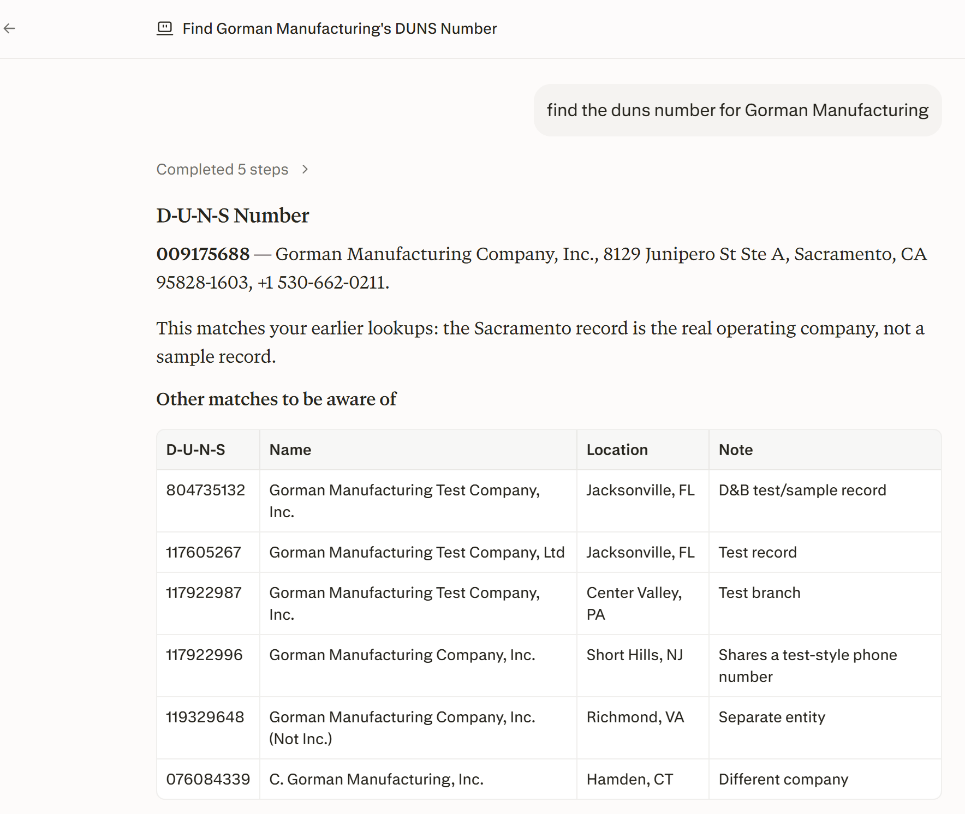 Find Gorman Manufacturing's DUNS Number
find the duns number for Gorman Manufacturing
Completed 5 steps
D-U-N-S Number
009175688 — Gorman Manufacturing Company, Inc., 8129 Junipero St Ste A, Sacramento, CA
95828-1603, +1 530-662-0211.
This matches your earlier lookups: the Sacramento record is the real operating company, not a
sample record.
Other matches to be aware of
D-U-N-S Name Location Note
804735132 Gorman Manufacturing Test Company, Jacksonville, FL D&B test/sample record
Inc.
117605267 Gorman Manufacturing Test Company, Ltd Jacksonville, FL Test record
117922987 Gorman Manufacturing Test Company, Center Valley, Test branch
Inc. PA
117922996 Gorman Manufacturing Company, Inc. Short Hills, NJ Shares a test-style phone
number
119329648 Gorman Manufacturing Company, Inc. Richmond, VA Separate entity
(Not Inc.)
076084339 C. Gorman Manufacturing, Inc. Hamden, CT Different company